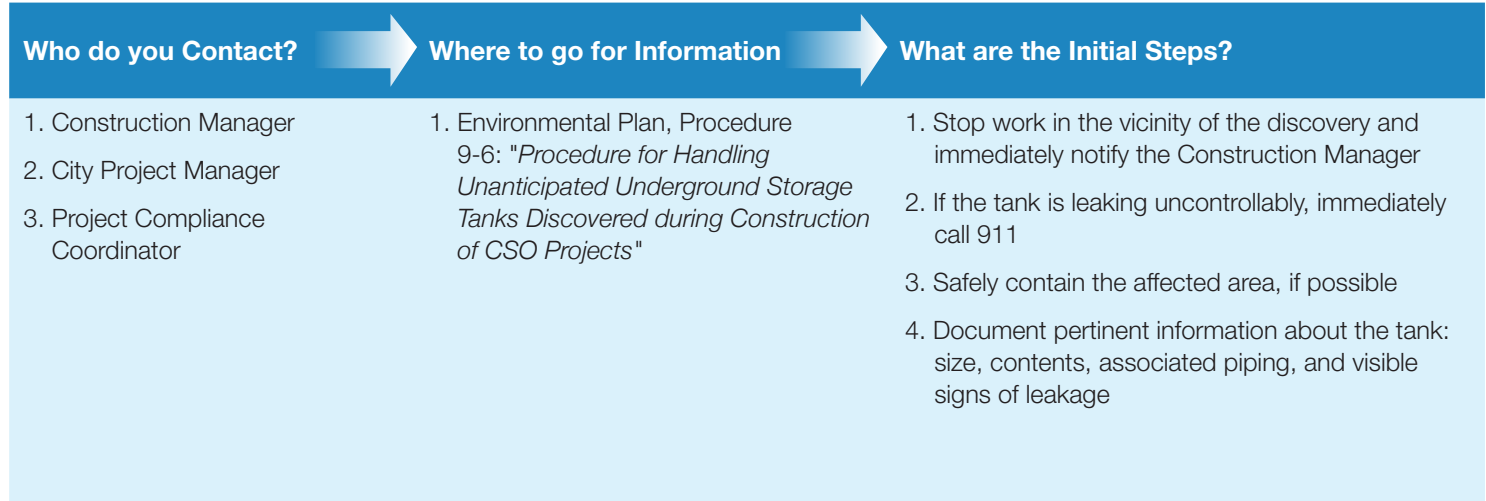 Who do you Contact?
Where to go for Information
What are the Initial Steps?
1. Construction Manager
2. City Project Manager
3. Project Compliance
Coordinator
1. Environmental Plan, Procedure
9-6: "Procedure for Handling
Unanticipated Underground Storage
Tanks Discovered during Construction
of CSO Projects"
1. Stop work in the vicinity of the discovery and
immediately notify the Construction Manager
2. If the tank is leaking uncontrollably, immediately
call 911
3. Safely contain the affected area, if possible
4. Document pertinent information about the tank:
size, contents, associated piping, and visible
signs of leakage